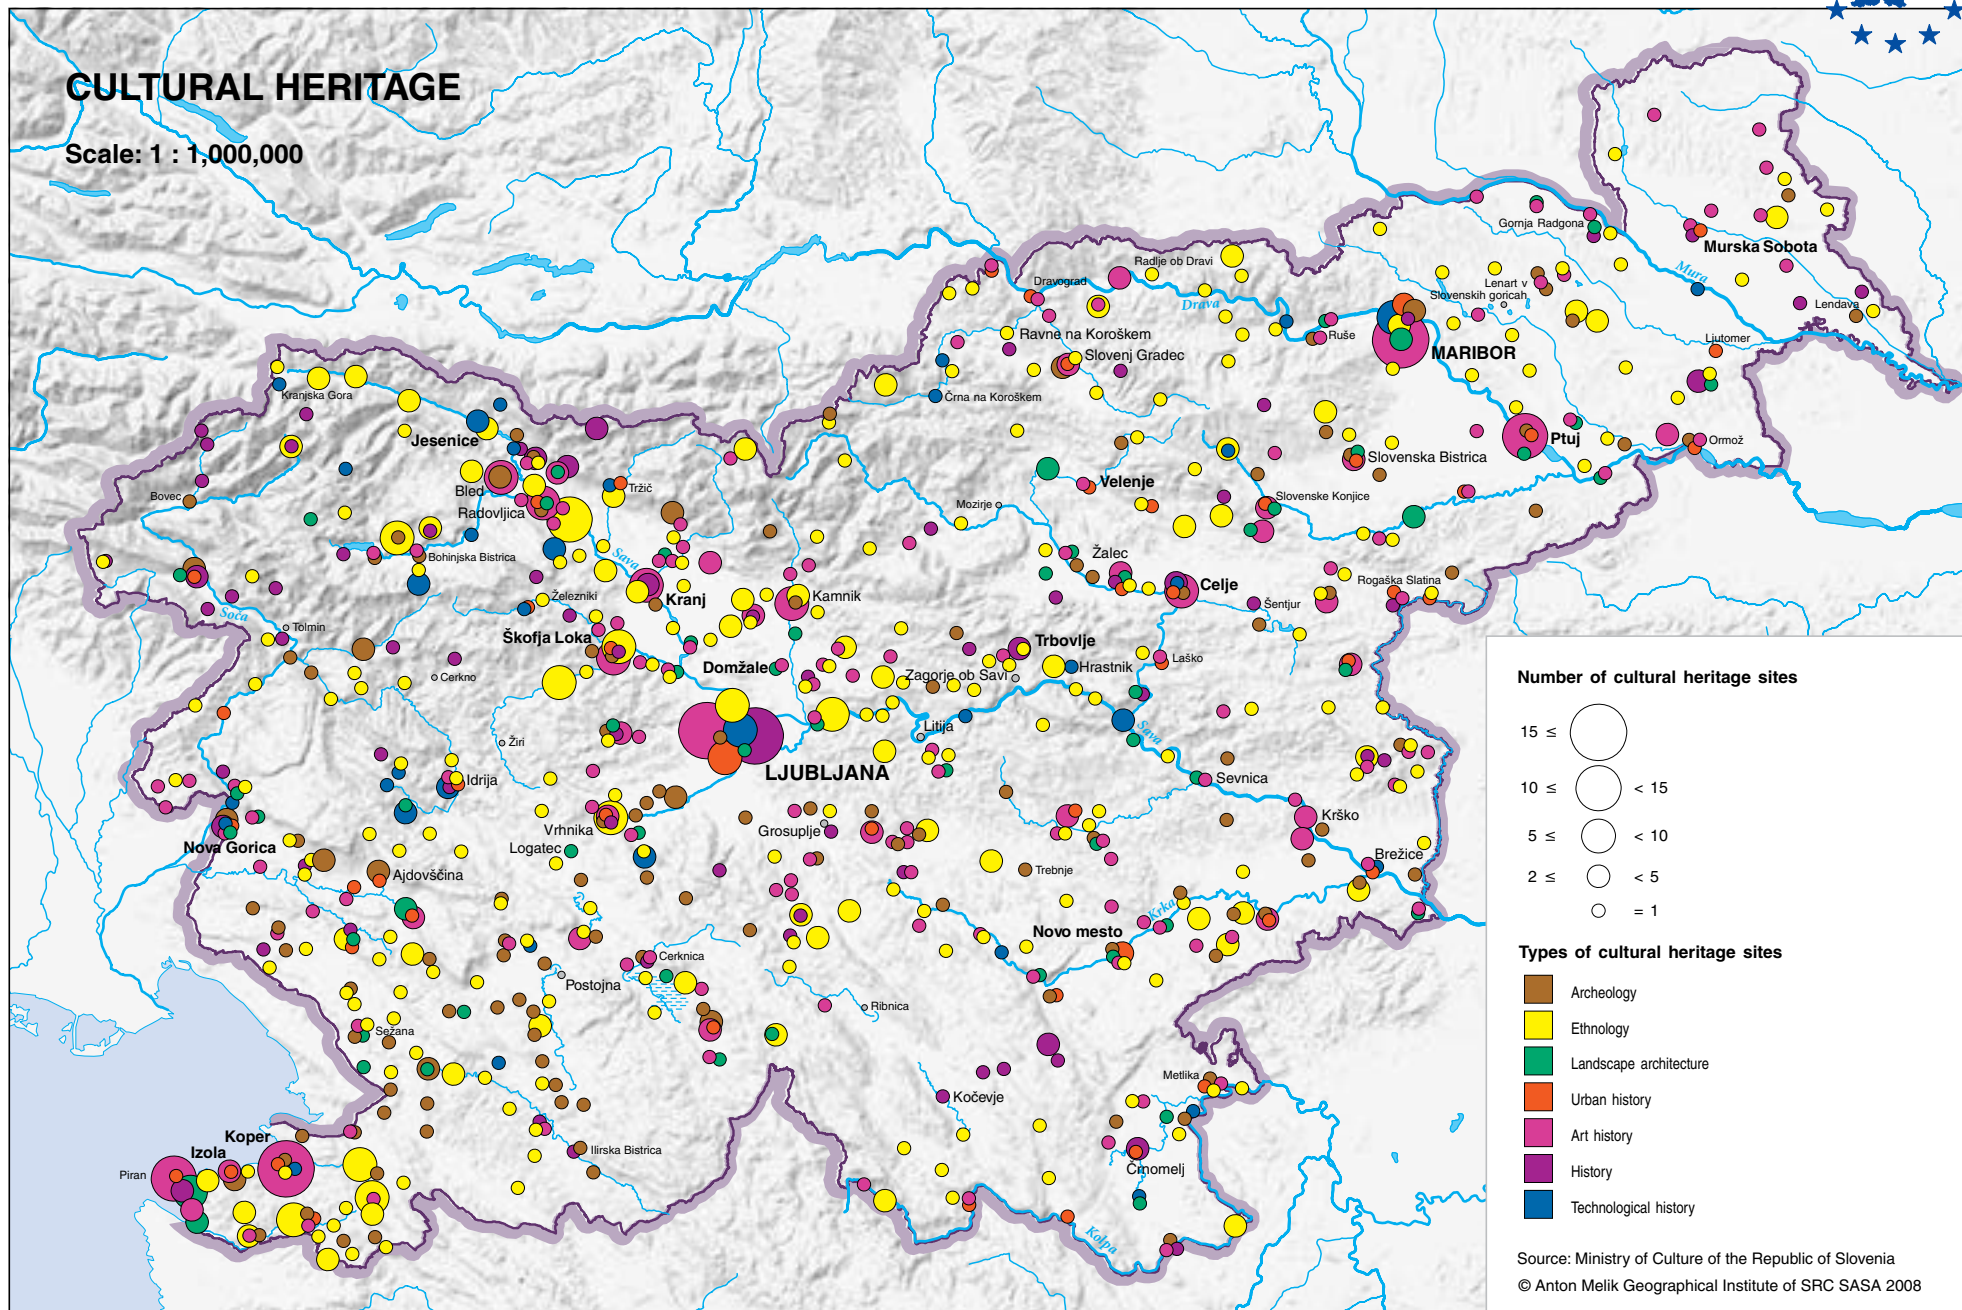 CULTURAL HERITAGE
Scale: 1 : 1,000,000
Gornja Radgona
Murska Sobota
Radlje ob Dravi
Mura
Dravograd
Drava
Lenart v
Slovenskih goricah
Lendava
Ravne na Koroškem
Ruše
Ljutomer
MARIBOR
Slovenj Gradec
Kranjska Gora
Črna na Koroškem
Jesenice
Ptuj
Ormož
Slovenska Bistrica
Bled
Tržič
Velenje
Bovec
Radovljica
Mozirje
Slovenske Konjice
Bohinjska Bistrica
Sava
Žalec
Celje
Rogaška Slatina
Železniki
Kranj
Kamnik
Šentjur
Soča
Tolmin
Škofja Loka
Trbovlje
Domžale
Hrastnik
Laško
Cerkno
Zagorje ob Savi
Litija
Sava
Žiri
LJUBLJANA
Idrija
Sevnica
Krško
Vrhnika
Grosuplje
Nova Gorica
Logatec
Brežice
Ajdovščina
Trebnje
Krka
Novo mesto
Cerknica
Postojna
Ribnica
Sežana
Metlika
Kočevje
Koper
Izola
Ilirska Bistrica
Piran
Črnomelj
Kolpa
Number of cultural heritage sites
15 ≤
10 ≤ < 15
5 ≤ < 10
2 ≤ < 5
= 1
Types of cultural heritage sites
Archeology
Ethnology
Landscape architecture
Urban history
Art history
History
Technological history
Source: Ministry of Culture of the Republic of Slovenia
© Anton Melik Geographical Institute of SRC SASA 2008